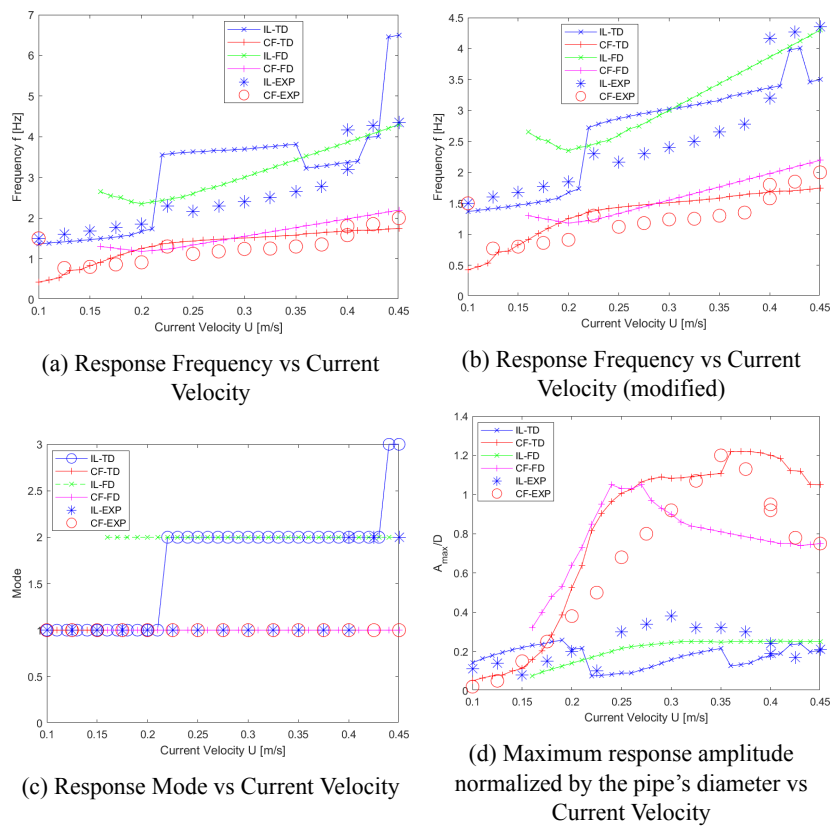 7
6
5
4
3
2
1
0
Frequency f [Hz]
IL-TD
CF-TD
IL-FD
CF-FD
IL-EXP
CF-EXP
0.1 0.15 0.2 0.25 0.3 0.35 0.4 0.45
Current Velocity U [m/s]
(a) Response Frequency vs Current
Velocity
4.5
4
3.5
3
2.5
2
1.5
1
0.5
0
Frequency f [Hz]
IL-TD
CF-TD
IL-FD
CF-FD
IL-EXP
CF-EXP
0.1 0.15 0.2 0.25 0.3 0.35 0.4 0.45
Current Velocity U [m/s]
(b) Response Frequency vs Current
Velocity (modified)
3
2.5
2
1.5
1
0.5
0
Mode
IL-TD
CF-TD
IL-FD
CF-FD
IL-EXP
CF-EXP
0.1 0.15 0.2 0.25 0.3 0.35 0.4 0.45
Current Velocity U [m/s]
(c) Response Mode vs Current Velocity
1.4
1.2
1
0.8
0.6
0.4
0.2
0
A_max/D
IL-TD
CF-TD
IL-FD
CF-FD
IL-EXP
CF-EXP
0.1 0.15 0.2 0.25 0.3 0.35 0.4 0.45
Current Velocity U [m/s]
(d) Maximum response amplitude
normalized by the pipe's diameter vs
Current Velocity